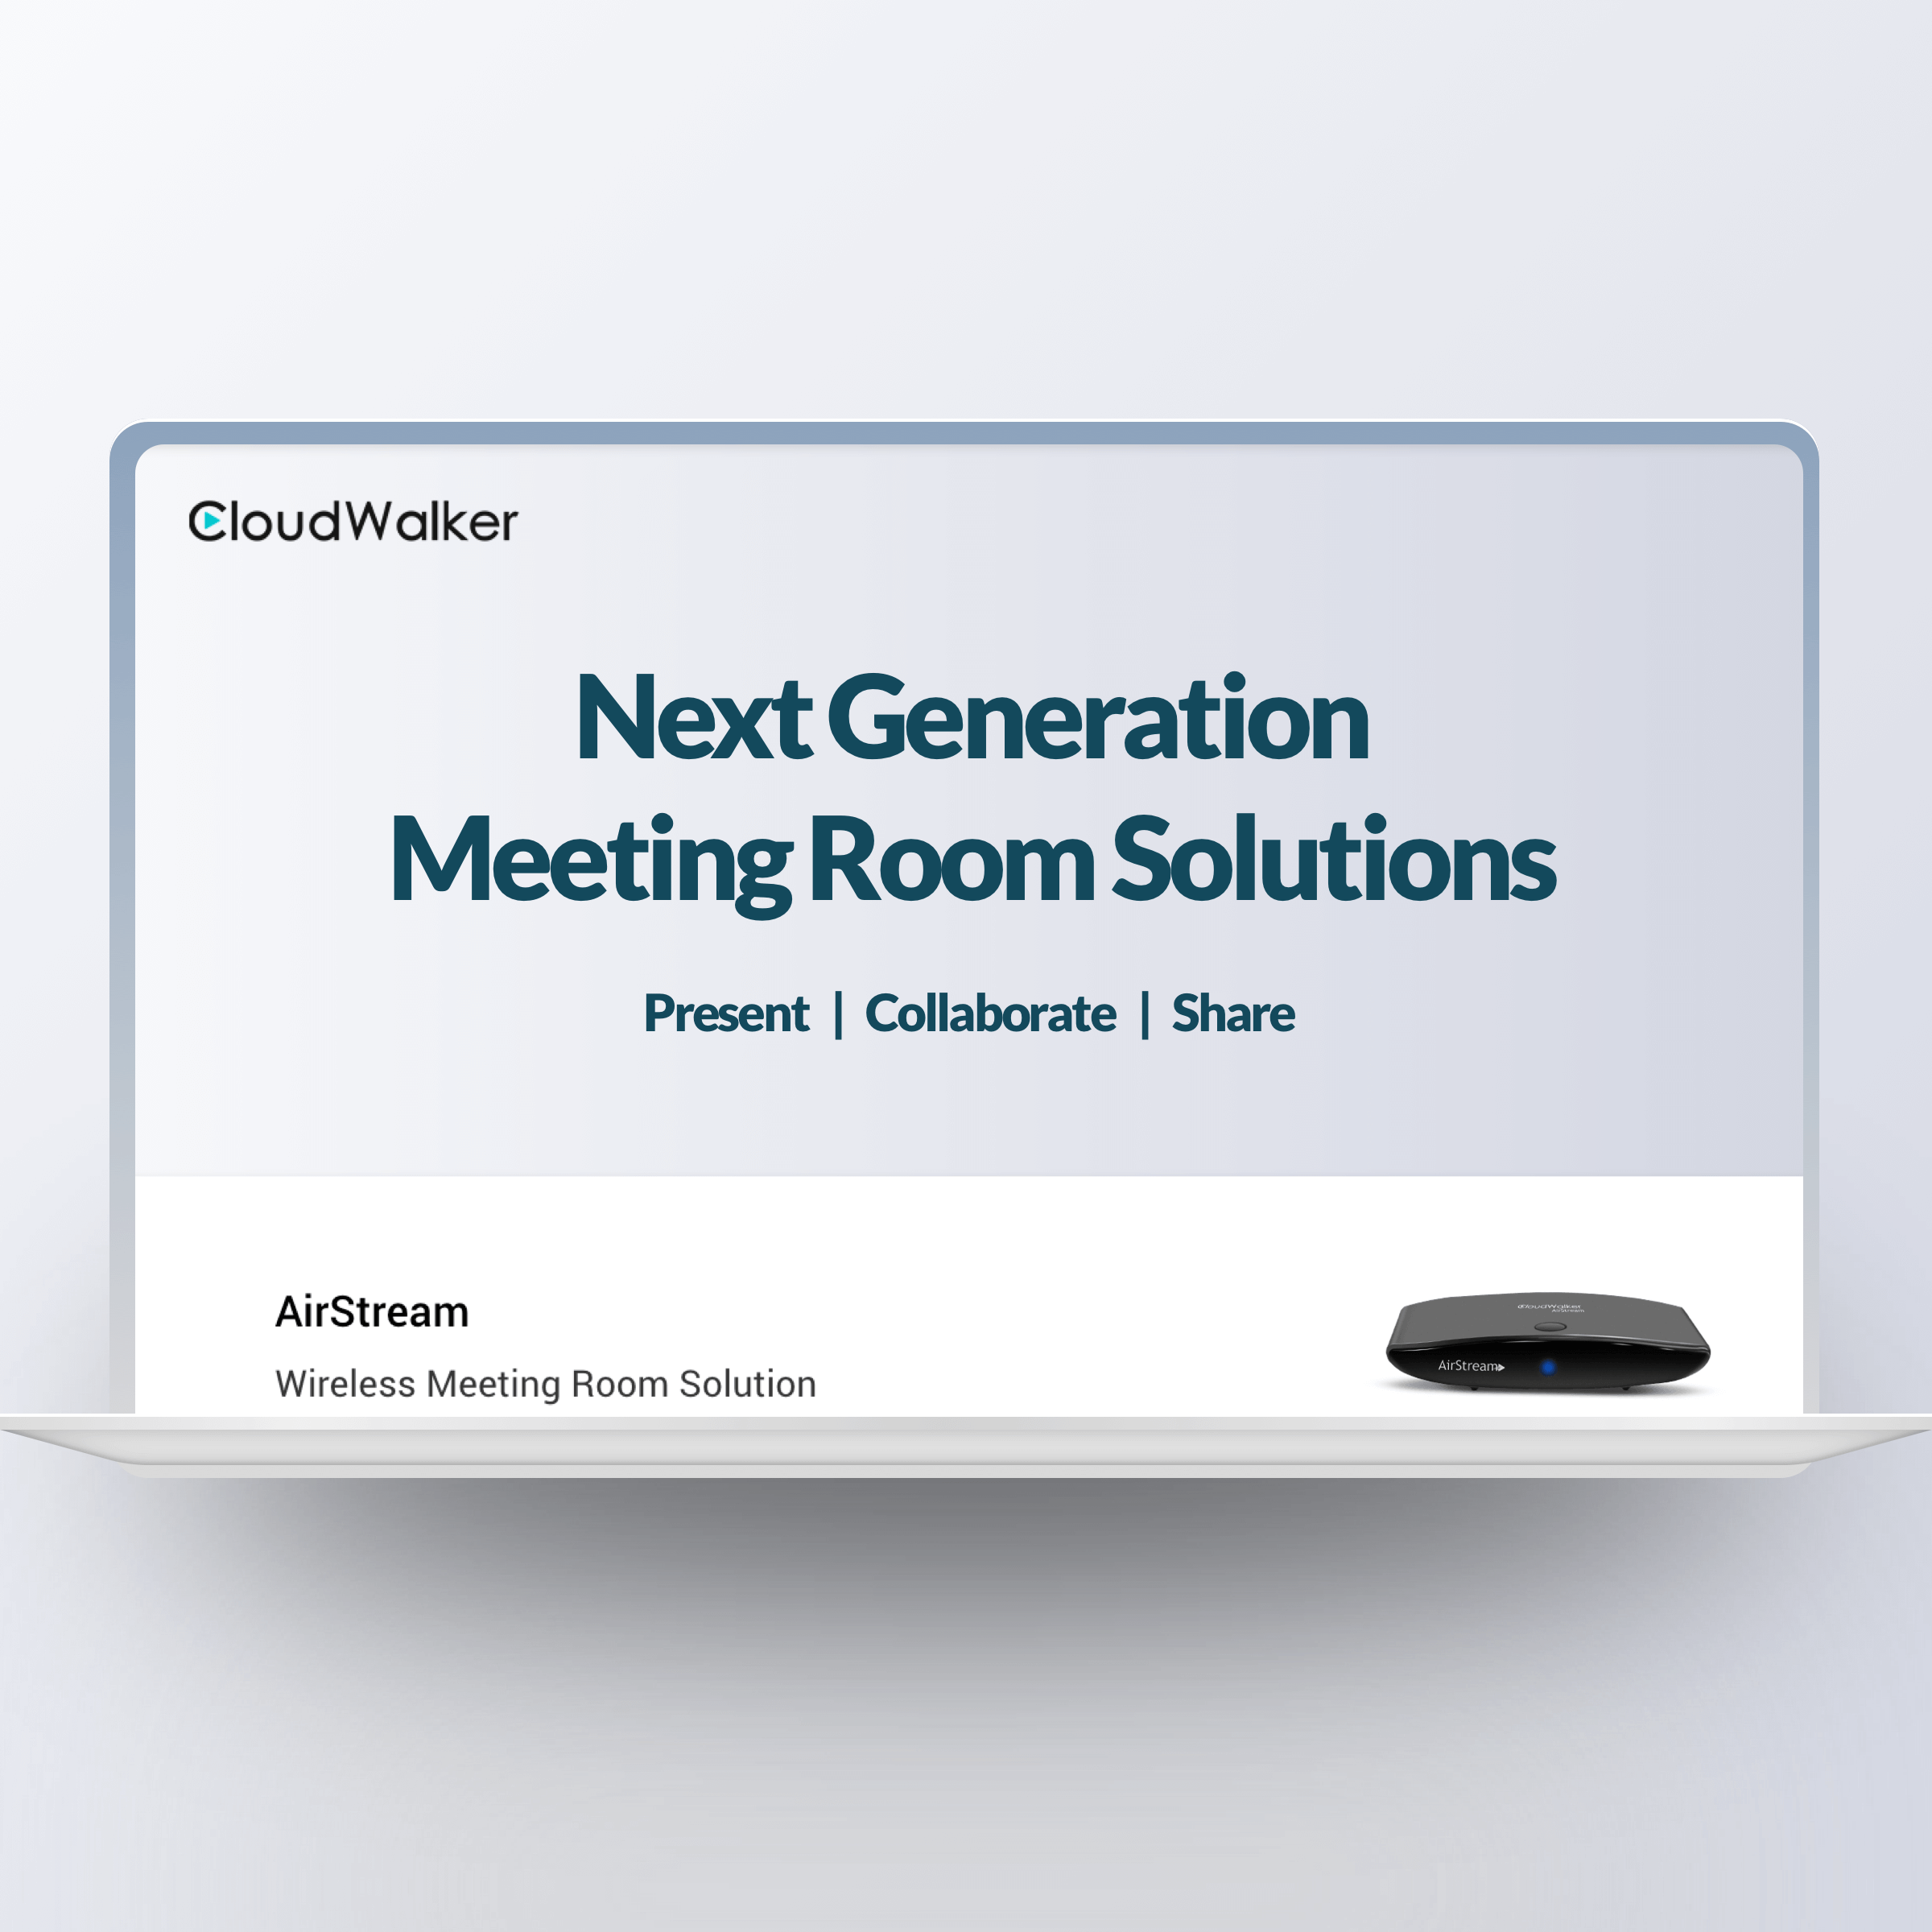 CloudWalker
Next Generation
Meeting Room Solutions
Present | Collaborate | Share
AirStream
Wireless Meeting Room Solution
CloudWalker
AirStream
AirStream